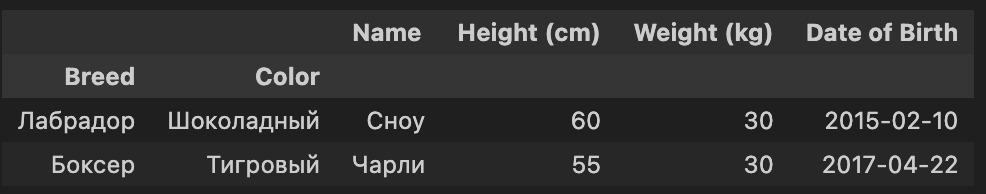 Name Height (cm) Weight (kg) Date of Birth
Breed Color
Лабрадор Шоколадный Сноу 60 30 2015-02-10
Боксер Тигровый Чарли 55 30 2017-04-22